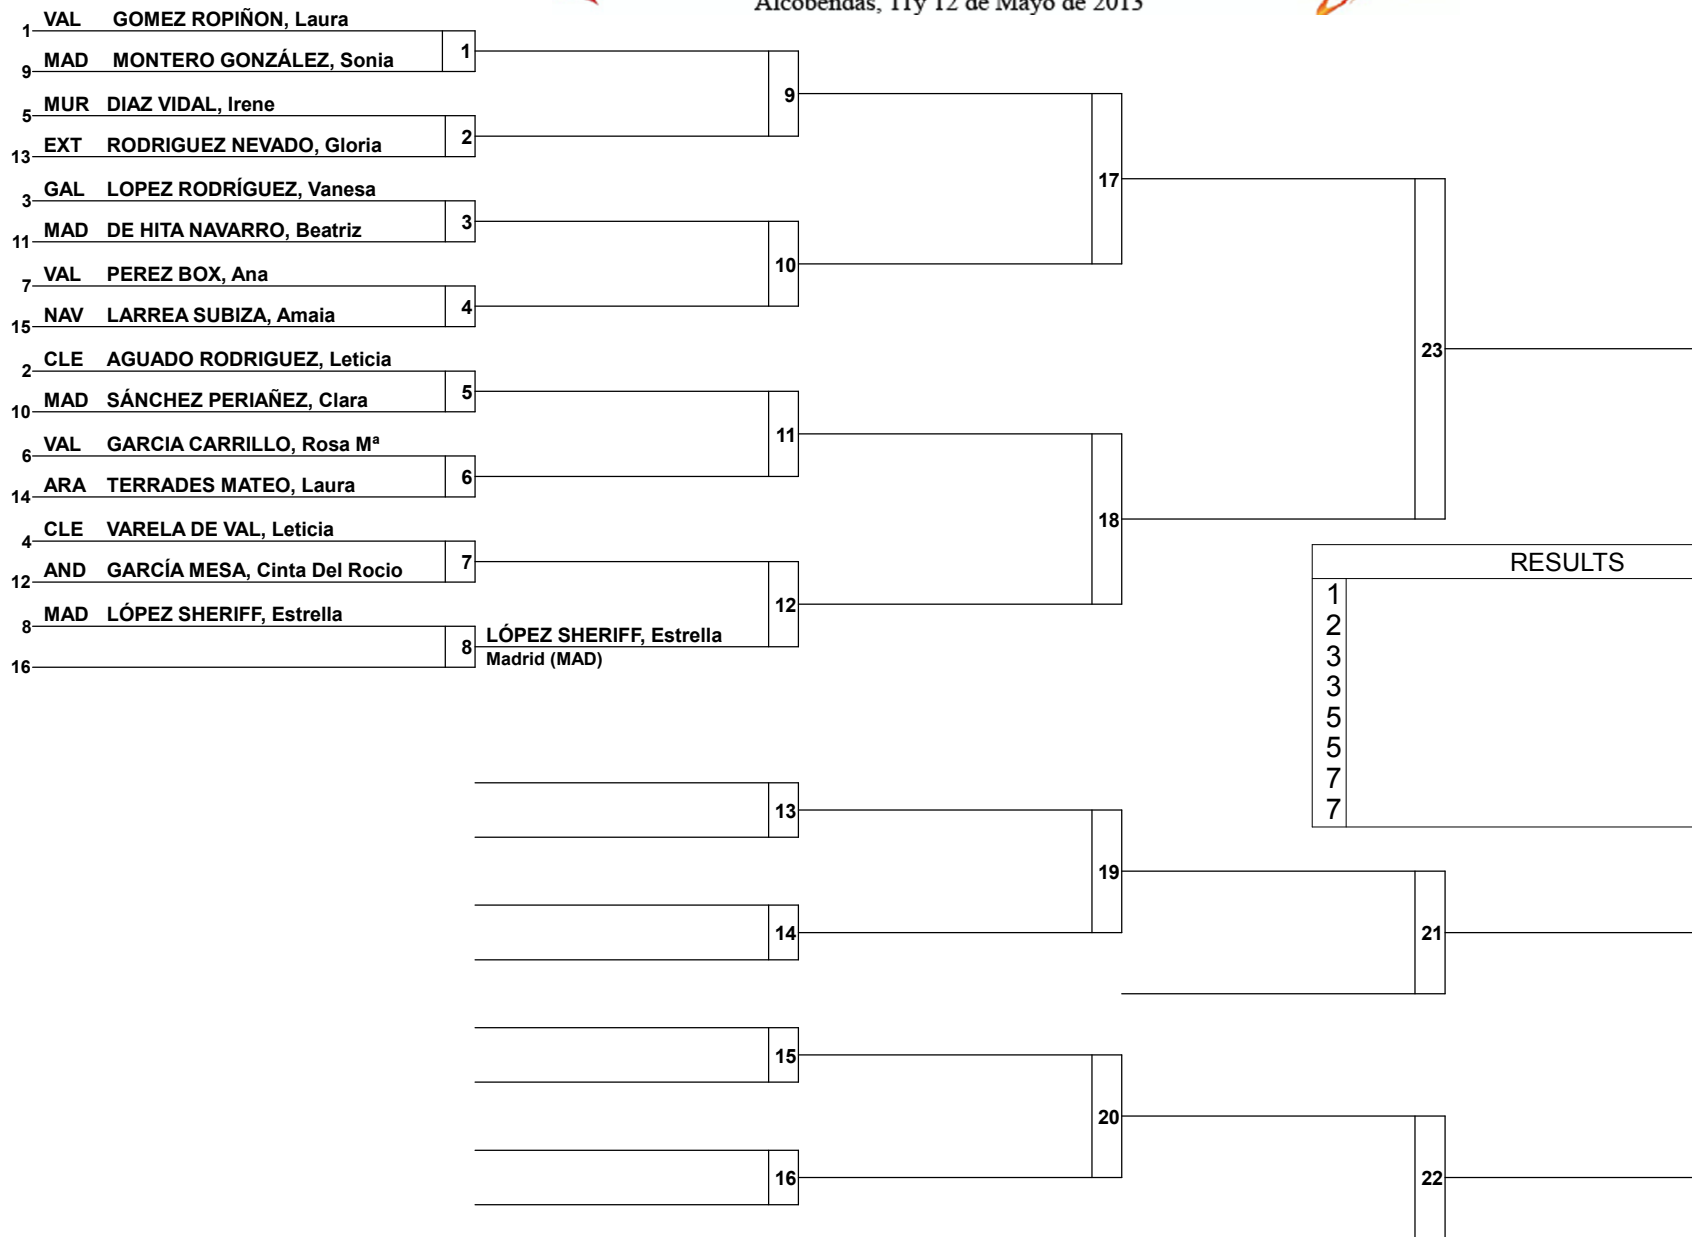 Alcobendas, 11y 12 de Mayo de 2013
1 VAL GOMEZ ROPIÑON, Laura
1
9 MAD MONTERO GONZÁLEZ, Sonia
9
5 MUR DIAZ VIDAL, Irene
2
13 EXT RODRIGUEZ NEVADO, Gloria
17
3 GAL LOPEZ RODRÍGUEZ, Vanesa
3
11 MAD DE HITA NAVARRO, Beatriz
10
7 VAL PEREZ BOX, Ana
4
15 NAV LARREA SUBIZA, Amaia
23
2 CLE AGUADO RODRIGUEZ, Leticia
5
10 MAD SÁNCHEZ PERIAÑEZ, Clara
11
6 VAL GARCIA CARRILLO, Rosa Mª
6
14 ARA TERRADES MATEO, Laura
18
4 CLE VARELA DE VAL, Leticia
7
12 AND GARCÍA MESA, Cinta Del Rocio
12
8 MAD LÓPEZ SHERIFF, Estrella
8 LÓPEZ SHERIFF, Estrella
Madrid (MAD)
16
RESULTS
1
2
3
3
5
5
7
7
13
19
14
21
15
20
16
22